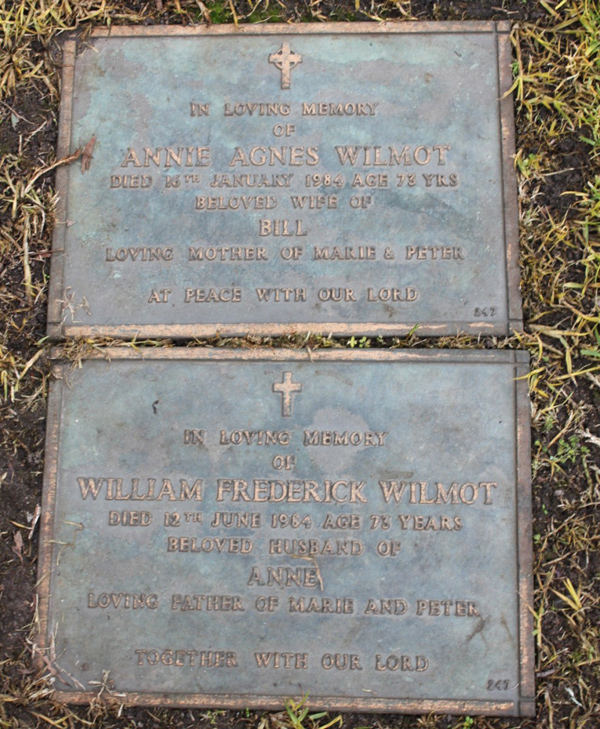 IN LOVING MEMORY
OF
ANNIE AGNES WILMOT
DIED 16TH JANUARY 1984 AGE 73 YRS
BELOVED WIFE OF
BILL
LOVING MOTHER OF MARIE & PETER
AT PEACE WITH OUR LORD
247
IN LOVING MEMORY
OF
WILLIAM FREDERICK WILMOT
DIED 12TH JUNE 1964 AGE 73 YEARS
BELOVED HUSBAND OF
ANNE
LOVING FATHER OF MARIE AND PETER
TOGETHER WITH OUR LORD
247